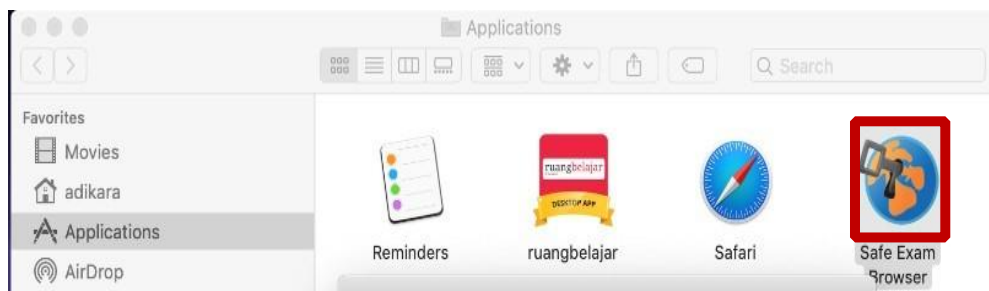 Applications
Search
Favorites
Movies
adikara
Applications
AirDrop
ruangbelajar
DESKTOP APP
Reminders
ruangbelajar
Safari
Safe Exam
Browser